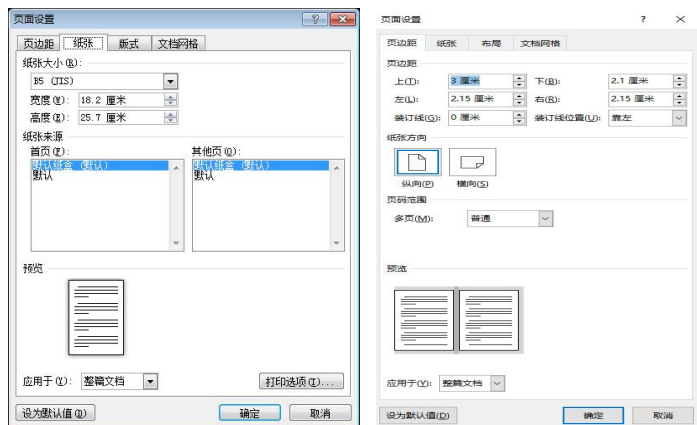 页面设置
页边距 纸张 版式 文档网格
纸张大小(R):
B5 (JIS)
宽度(W): 18.2 厘米
高度(E): 25.7 厘米
纸张来源
首页(F): 其他页(O):
默认纸盒 (默认) 默认纸盒 (默认)
默认 默认
预览
应用于(Y): 整篇文档 打印选项(T)...
设为默认值(D) 确定 取消
页面设置 ? ×
页边距 纸张 布局 文档网格
页边距
上(T): 3 厘米 下(B): 2.1 厘米
左(L): 2.15 厘米 右(R): 2.15 厘米
装订线(G): 0 厘米 装订线位置(U): 靠左
纸张方向
纵向(P) 横向(S)
页码范围
多页(M): 普通
预览
应用于(Y): 整篇文档
设为默认值(D) 确定 取消